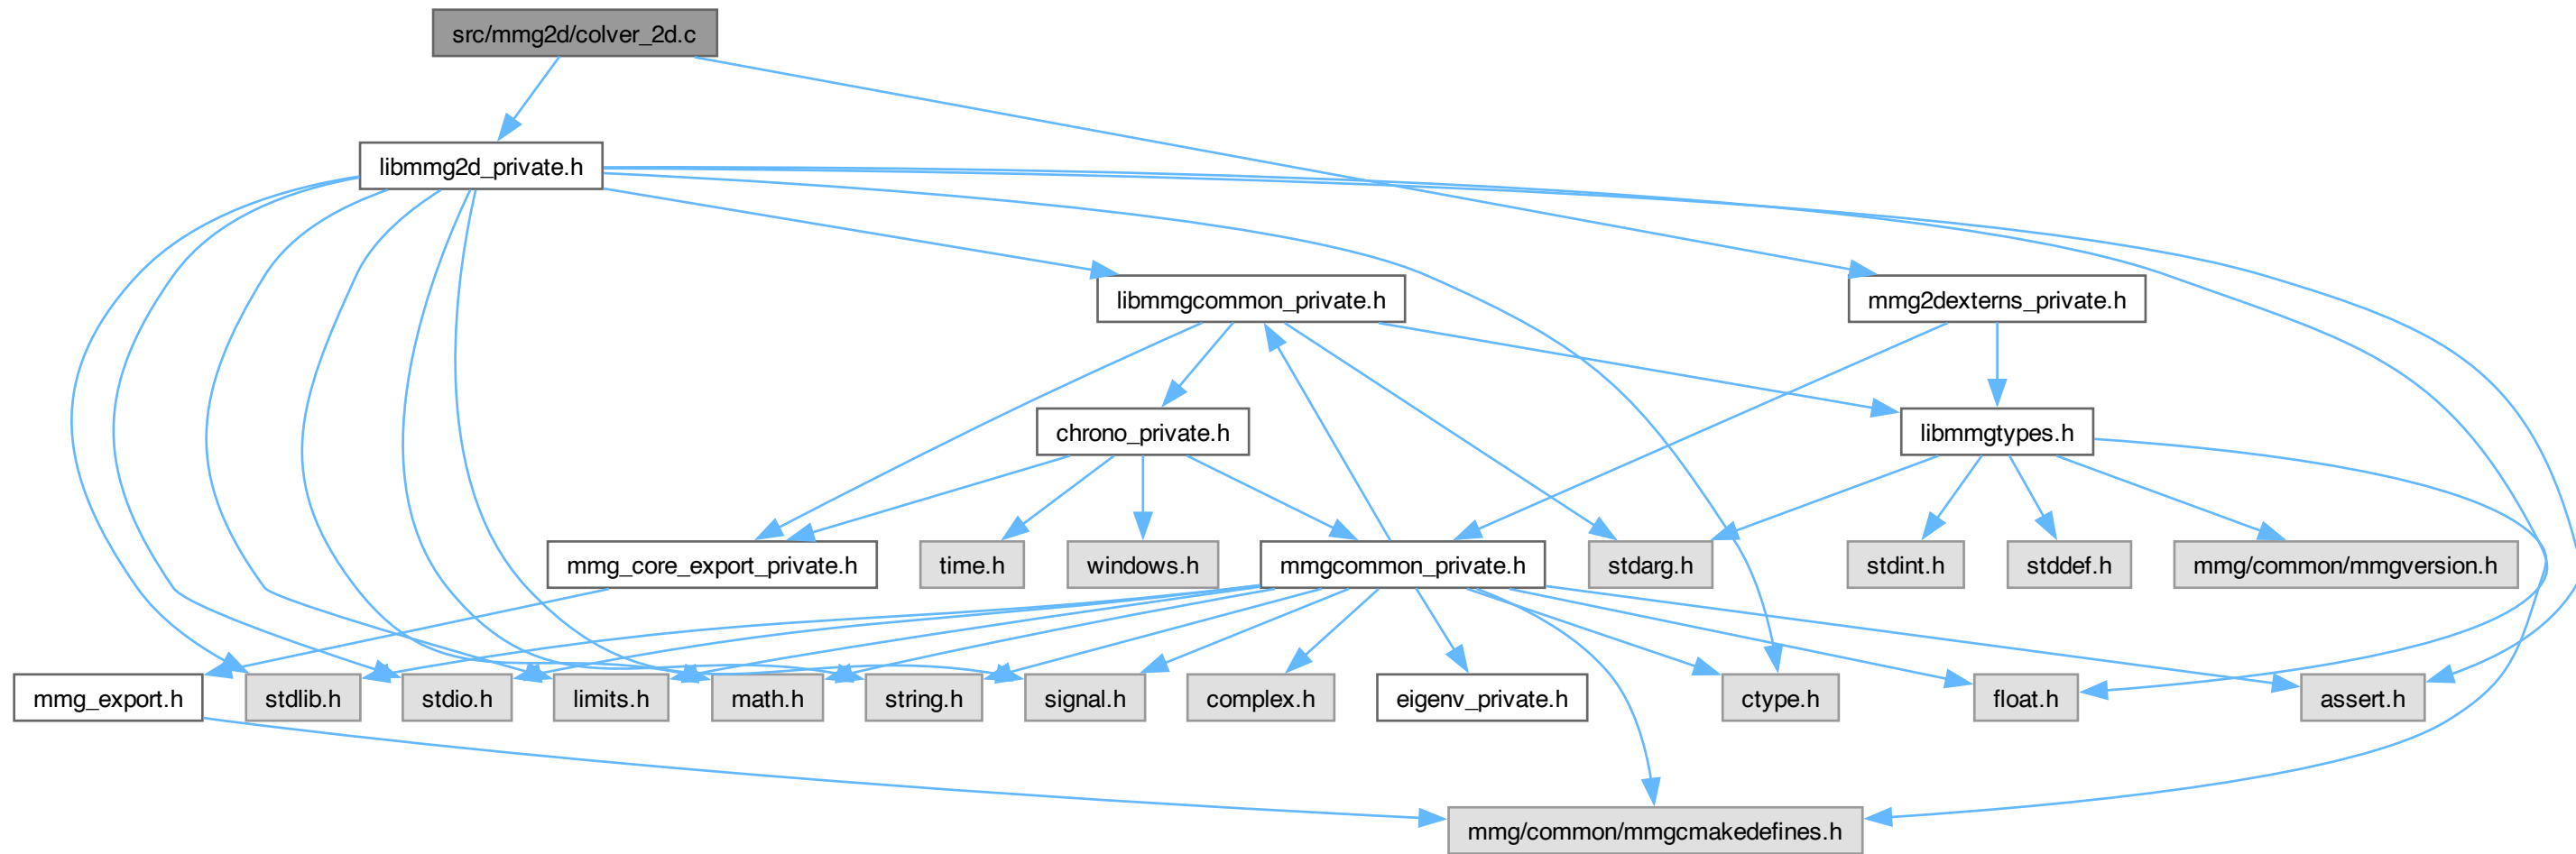 src/mmg2d/colver_2d.c
libmmg2d_private.h
libmmgcommon_private.h
mmg2dexterns_private.h
chrono_private.h
libmmgtypes.h
mmg_core_export_private.h
time.h
windows.h
mmgcommon_private.h
stdarg.h
stdint.h
stddef.h
mmg/common/mmgversion.h
mmg_export.h
stdlib.h
stdio.h
limits.h
math.h
string.h
signal.h
complex.h
eigenv_private.h
ctype.h
float.h
assert.h
mmg/common/mmgcmakedefines.h